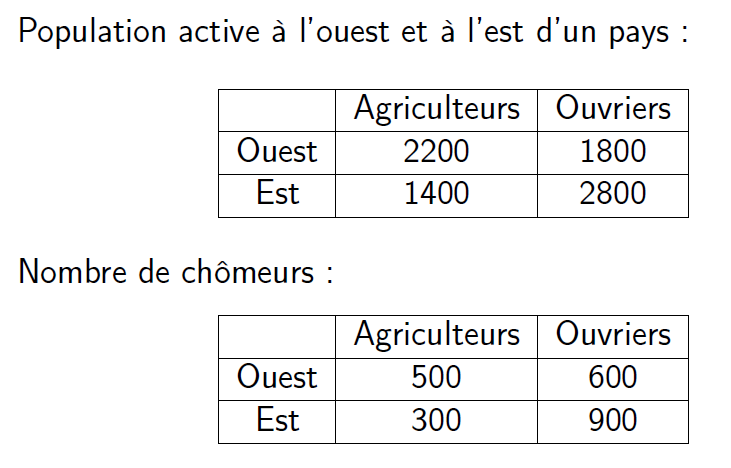 Population active à l'ouest et à l'est d'un pays :
Agriculteurs Ouvriers
Ouest 2200 1800
Est 1400 2800
Nombre de chômeurs :
Agriculteurs Ouvriers
Ouest 500 600
Est 300 900